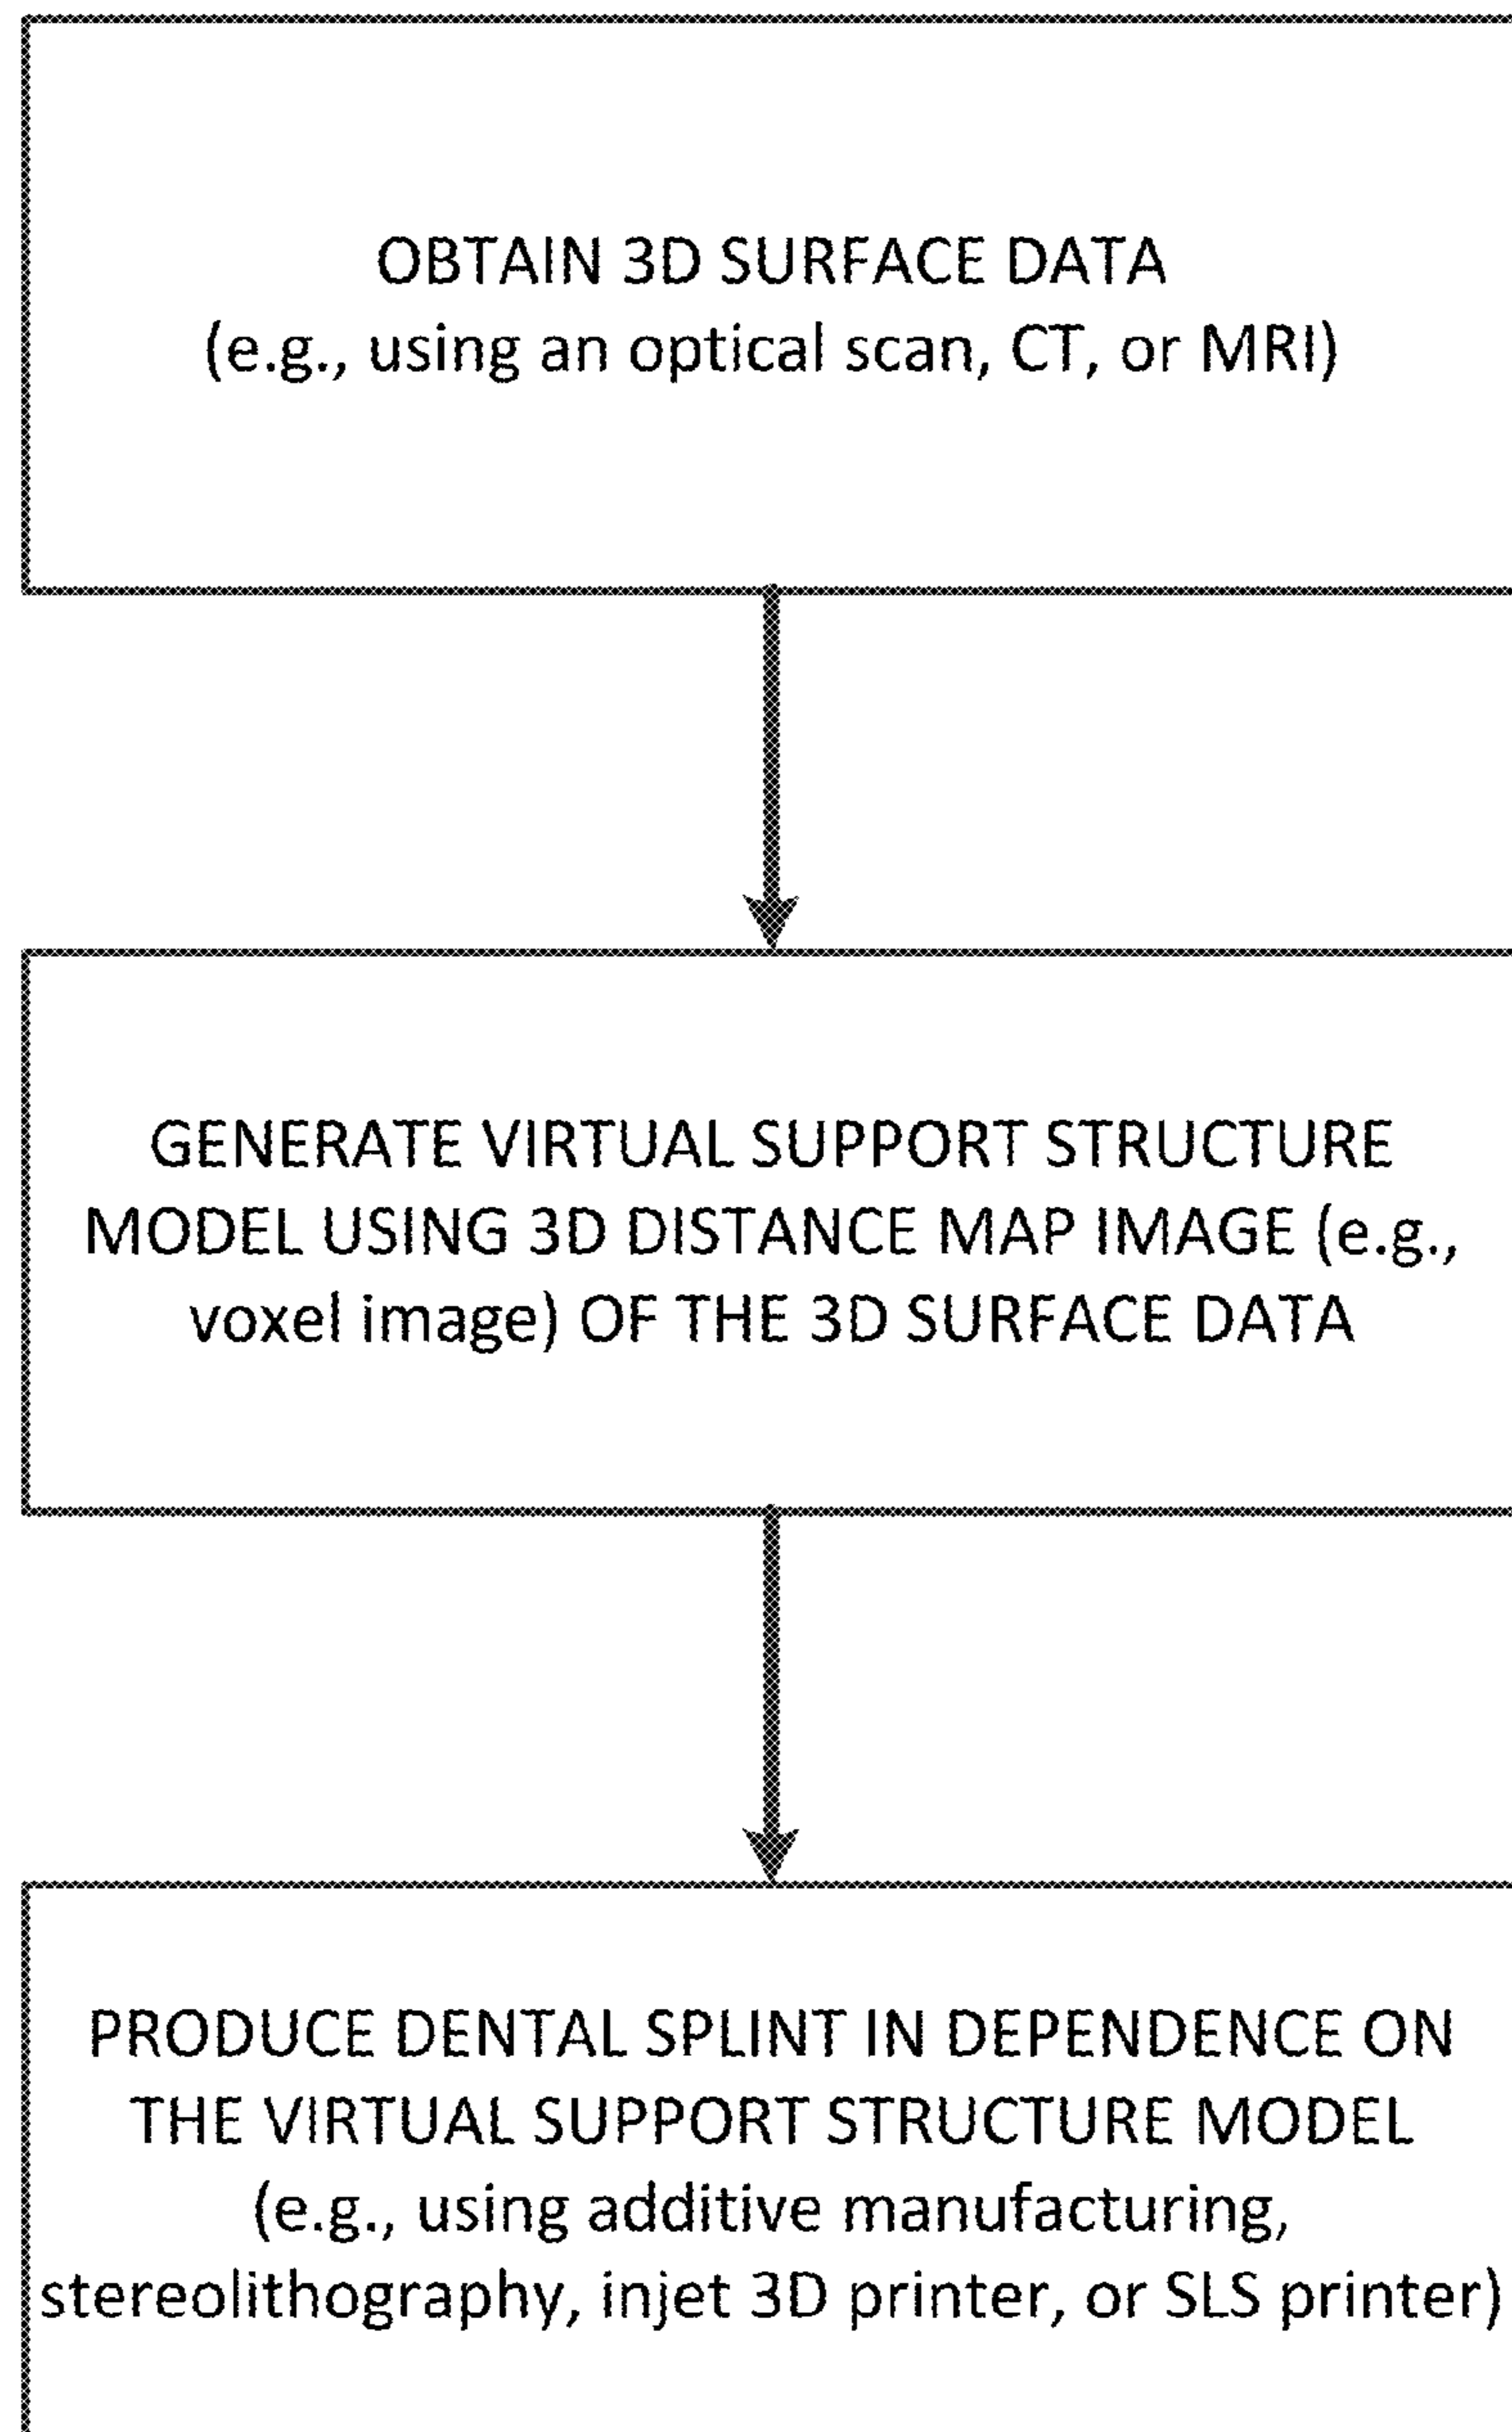 OBTAIN 3D SURFACE DATA
(e.g., using an optical scan, CT, or MRI)
GENERATE VIRTUAL SUPPORT STRUCTURE
MODEL USING 3D DISTANCE MAP IMAGE (e.g.,
voxel image) OF THE 3D SURFACE DATA
PRODUCE DENTAL SPLINT IN DEPENDENCE ON
THE VIRTUAL SUPPORT STRUCTURE MODEL
(e.g., using additive manufacturing,
stereolithography, injet 3D printer, or SLS printer)